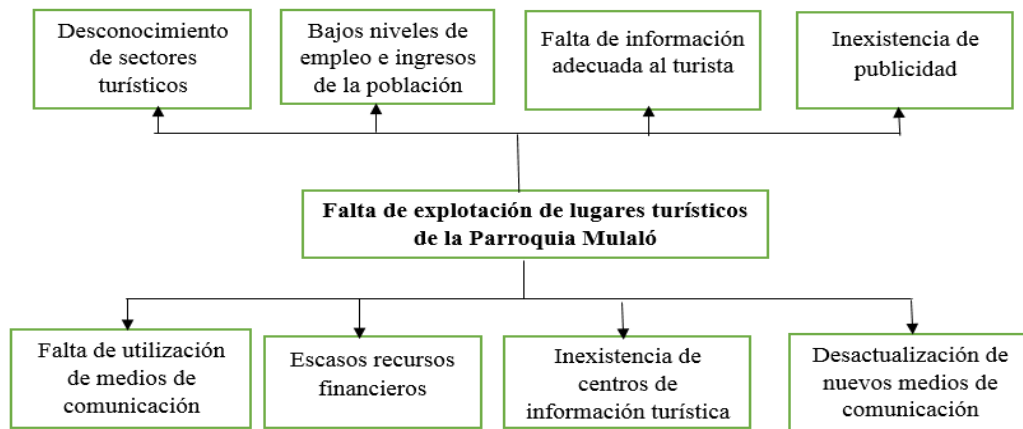 Desconocimiento
de sectores
turísticos
Bajos niveles de
empleo e ingresos
de la población
Falta de información
adecuada al turista
Inexistencia de
publicidad
Falta de explotación de lugares turísticos
de la Parroquia Mulaló
Falta de utilización
de medios de
comunicación
Escasos recursos
financieros
Inexistencia de
centros de
información turística
Desactualización de
nuevos medios de
comunicación